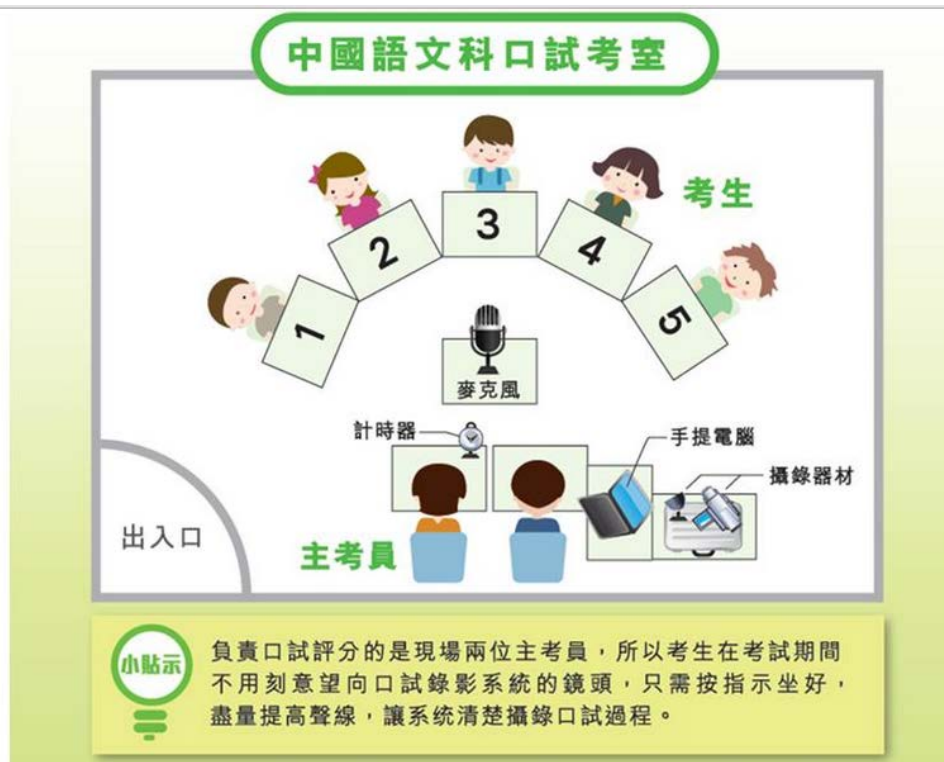 中國語文科口試考室
考生
1
2
3
4
5
麥克風
計時器
手提電腦
攝錄器材
出入口
主考員
小貼示
負責口試評分的是現場兩位主考員，所以考生在考試期間
不用刻意望向口試錄影系統的鏡頭，只需按指示坐好，
盡量提高聲線，讓系統清楚攝錄口試過程。